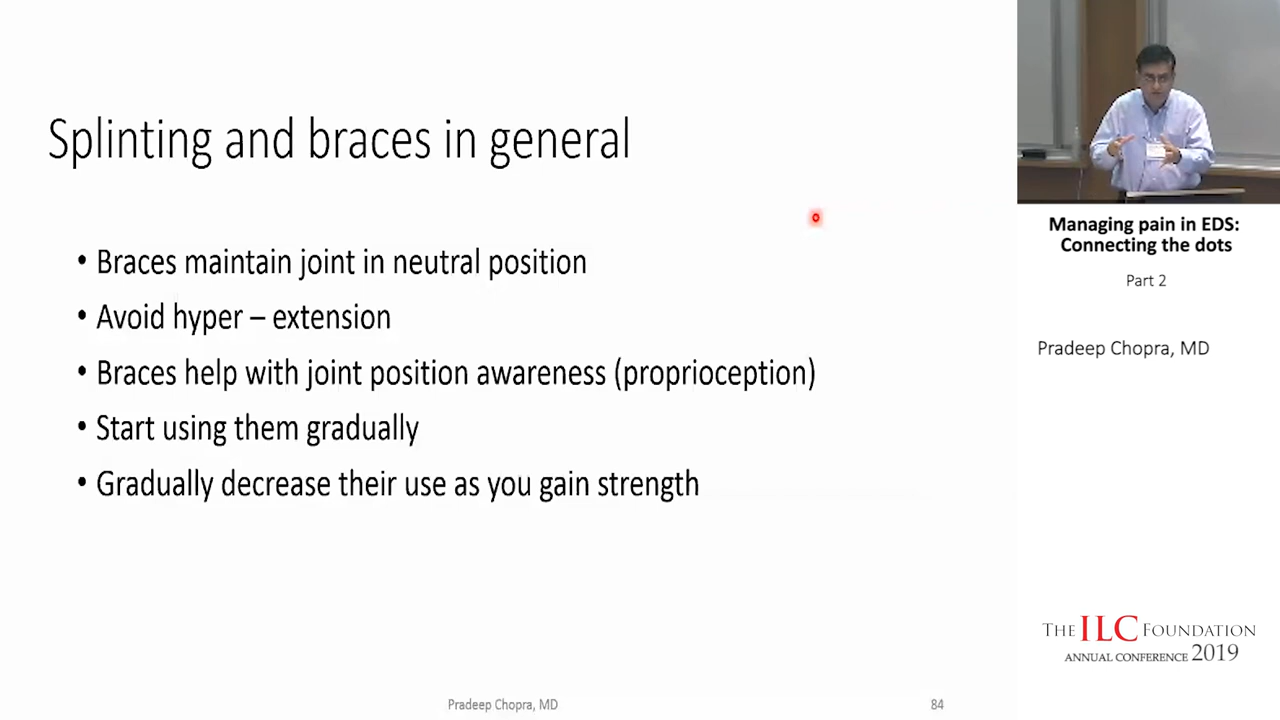 Splinting and braces in general
• Braces maintain joint in neutral position
• Avoid hyper – extension
• Braces help with joint position awareness (proprioception)
• Start using them gradually
• Gradually decrease their use as you gain strength
Pradeep Chopra, MD
84
Managing pain in EDS:
Connecting the dots
Part 2
Pradeep Chopra, MD
THE ILC FOUNDATION
ANNUAL CONFERENCE 2019